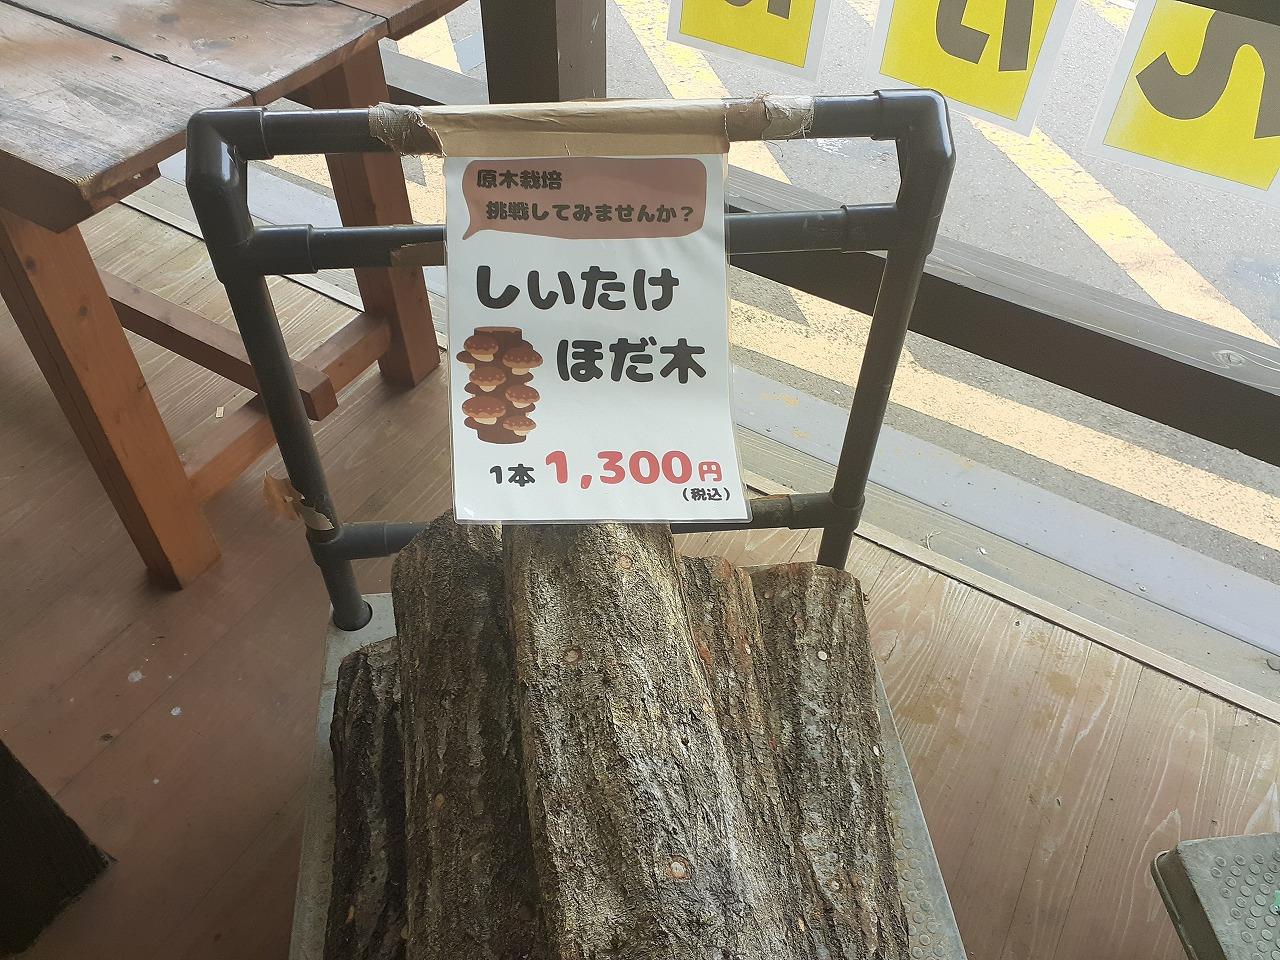 原木栽培
挑戦してみませんか?
しいたけ
ほだ木
1本 1,300円
(税込)